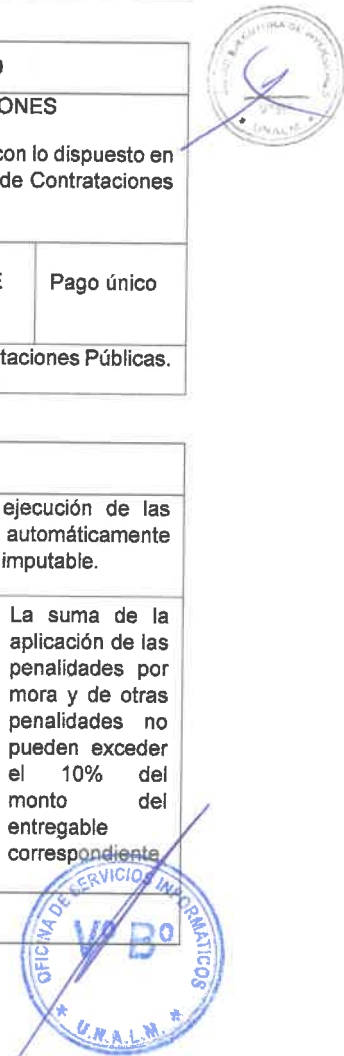 ONES
con lo dispuesto en
de Contrataciones
Pago único
taciones Públicas.
ejecución de las
automáticamente
imputable.
La suma de la
aplicación de las
penalidades por
mora y de otras
penalidades no
pueden exceder
el 10% del
monto del
entregable
correspondiente
OFICINA DE SERVICIOS INFORMATICOS
Vº Bº
* U.N.A.L.M. *
UNALM